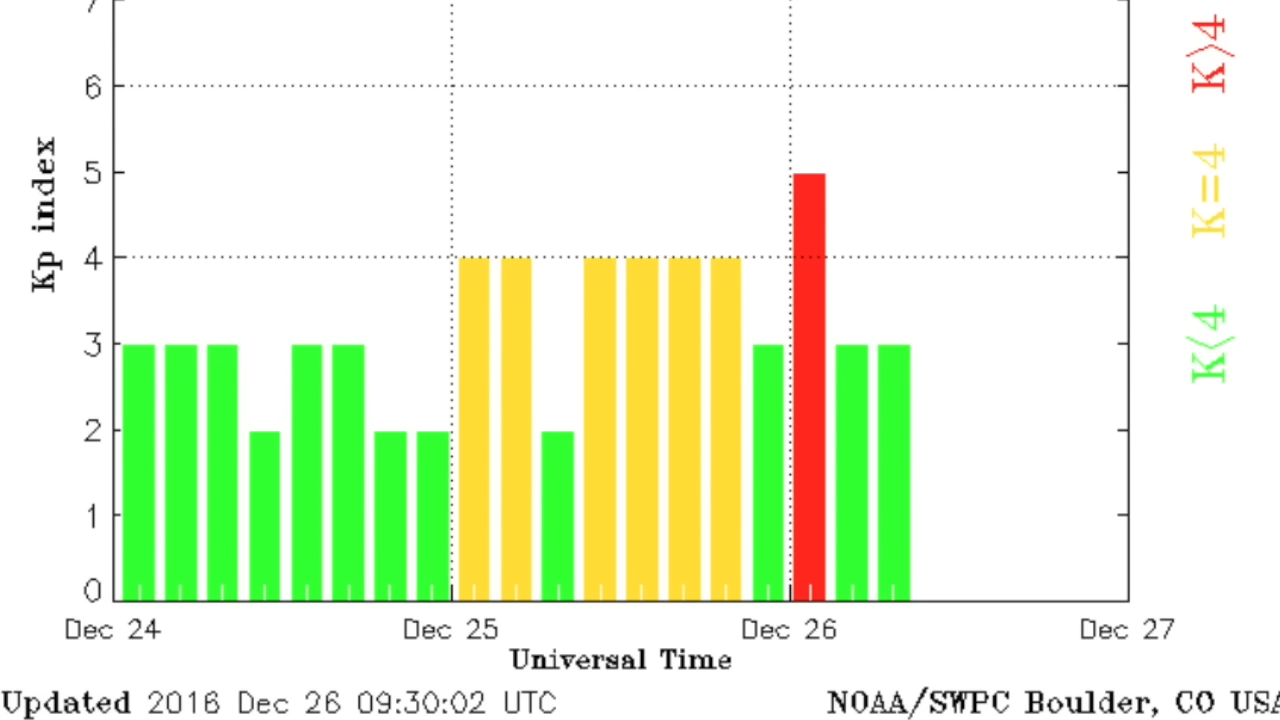 7
6
5
4
3
2
1
0
Kp index
K>4
K=4
K<4
Dec 24
Dec 25
Dec 26
Dec 27
Universal Time
Updated 2016 Dec 26 09:30:02 UTC
NOAA/SWPC Boulder, CO USA